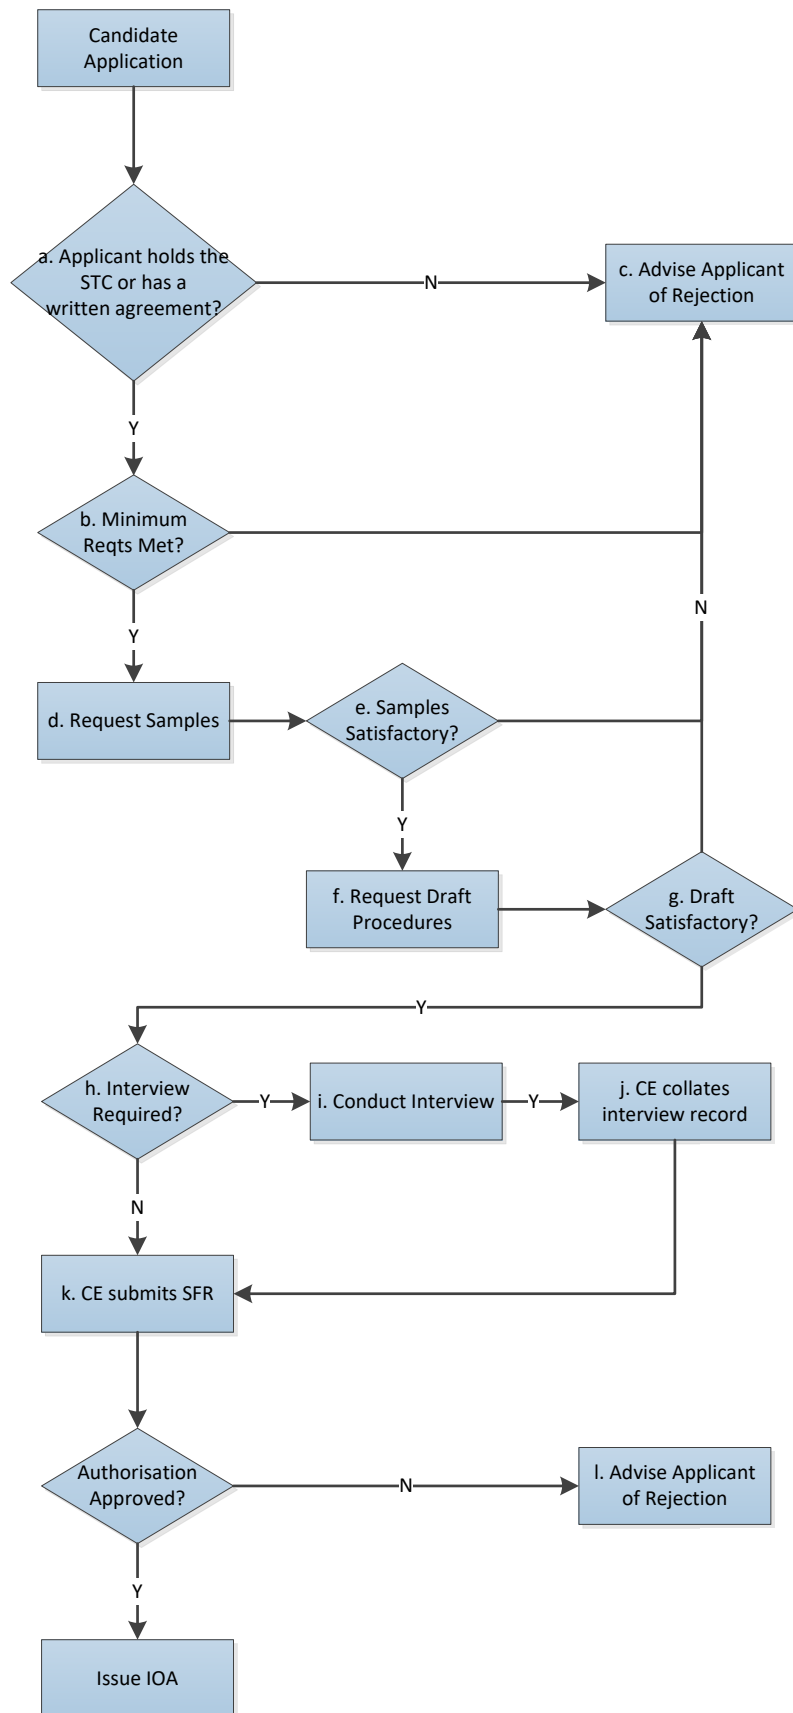 Candidate
Application
a. Applicant holds the
STC or has a
written agreement?
N
c. Advise Applicant
of Rejection
Y
b. Minimum
Reqts Met?
N
Y
d. Request Samples
e. Samples
Satisfactory?
Y
f. Request Draft
Procedures
g. Draft
Satisfactory?
Y
h. Interview
Required?
Y
i. Conduct Interview
Y
j. CE collates
interview record
N
k. CE submits SFR
Authorisation
Approved?
N
l. Advise Applicant
of Rejection
Y
Issue IOA